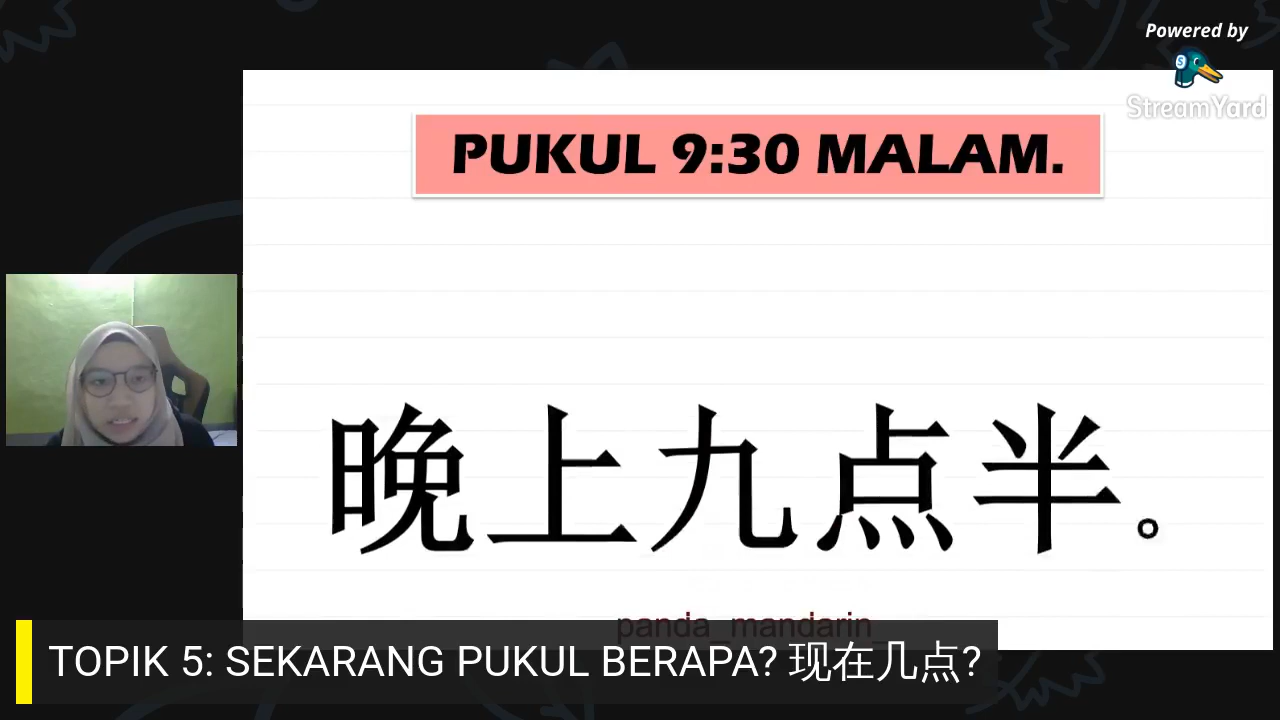 Powered by
StreamYard
PUKUL 9:30 MALAM.
晚上九点半。
panda_mandarin_
TOPIK 5: SEKARANG PUKUL BERAPA? 现在几点?